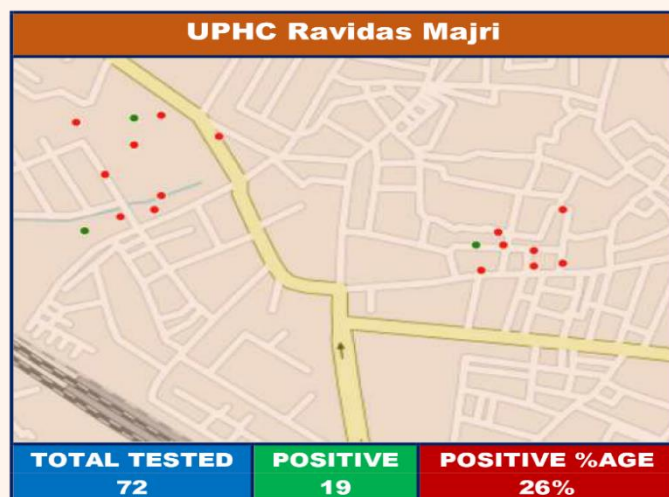 UPHC Ravidas Majri
TOTAL TESTED POSITIVE POSITIVE %AGE
72 19 26%